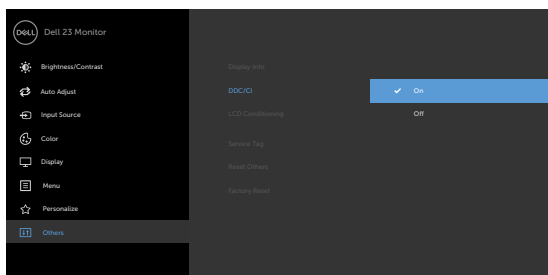 DELL
Dell 23 Monitor
Brightness/Contrast
Auto Adjust
Input Source
Color
Display
Menu
Personalize
Others
Display Info
DDC/CI
LCD Conditioning
Service Tag
Reset Others
Factory Reset
On
Off